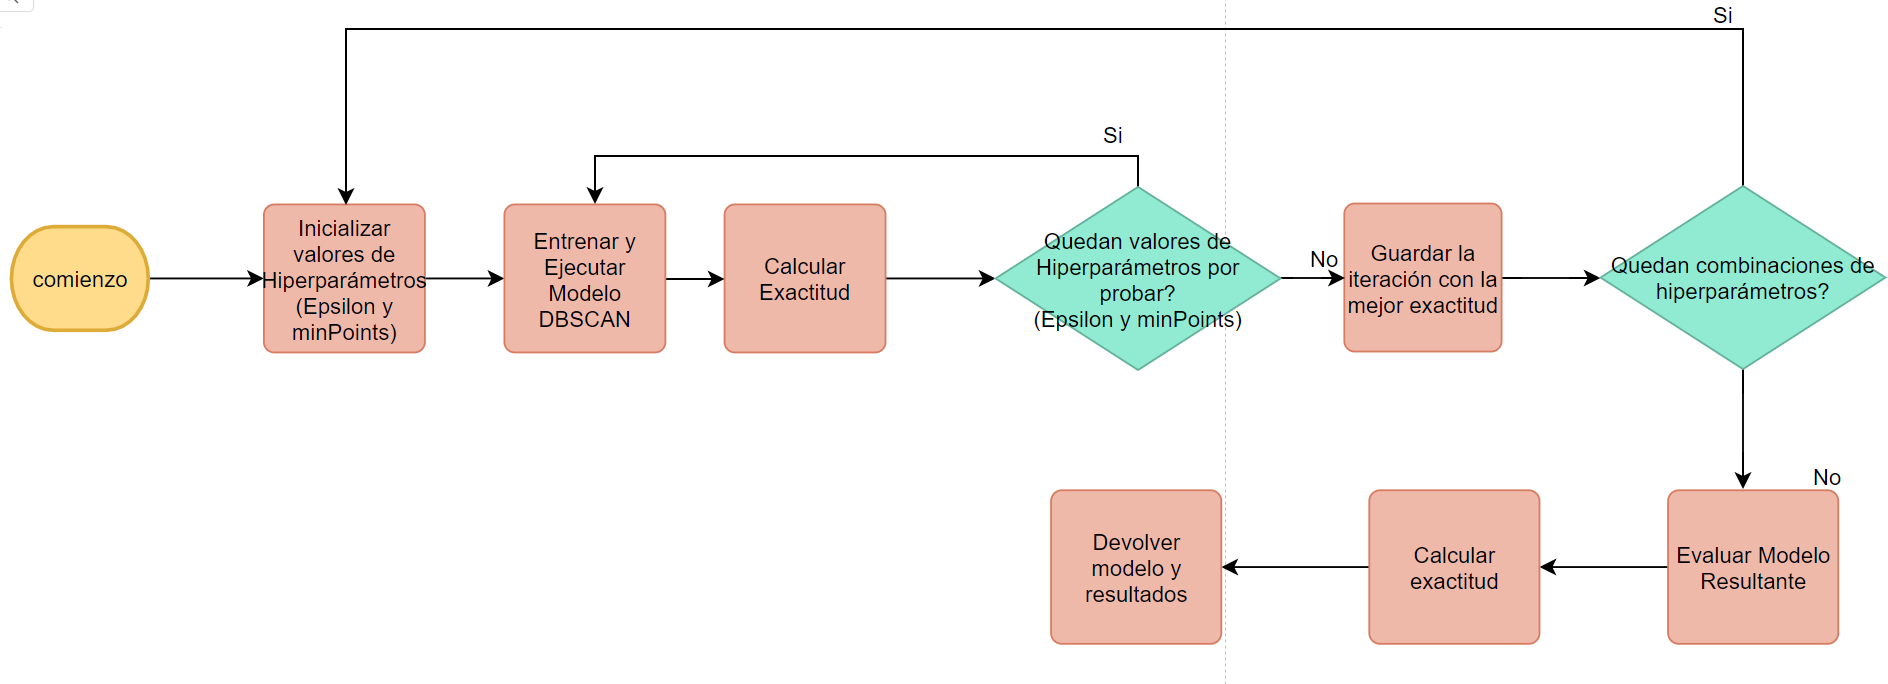 Si
Si
comienzo
Inicializar
valores de
Hiperparámetros
(Epsilon y
minPoints)
Entrenar y
Ejecutar
Modelo
DBSCAN
Calcular
Exactitud
Quedan valores de
Hiperparámetros por
probar?
(Epsilon y minPoints)
No
Guardar la
iteración con la
mejor exactitud
Quedan combinaciones de
hiperparámetros?
No
Evaluar Modelo
Resultante
Calcular
exactitud
Devolver
modelo y
resultados